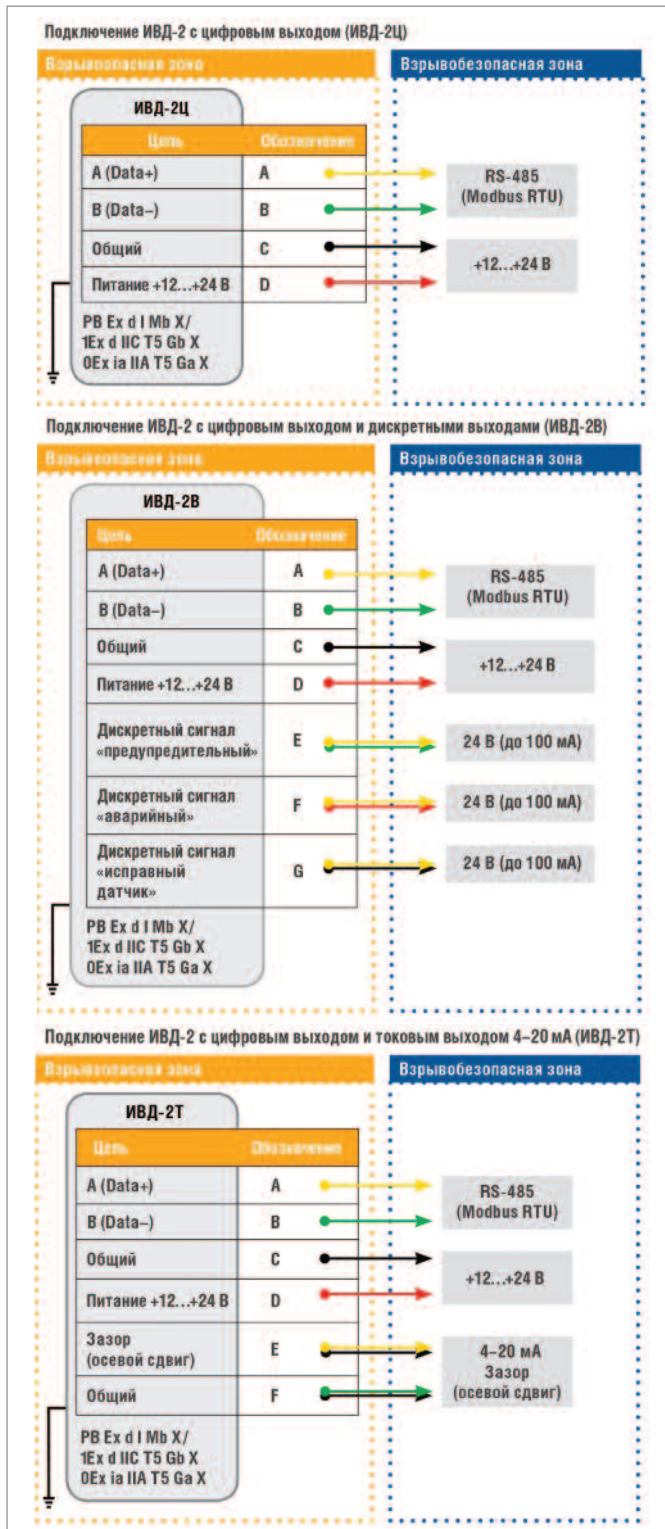 Подключение ИВД-2 с цифровым выходом (ИВД-2Ц)
Взрывоопасная зона
Взрывобезопасная зона
ИВД-2Ц
Цепь Обозначение
A (Data+) A
B (Data–) B
RS-485
(Modbus RTU)
Общий C
Питание +12...+24 В D
+12...+24 В
РВ Ex d I Mb X/
1Ex d IIC T5 Gb X
0Ex ia IIA T5 Ga X
Подключение ИВД-2 с цифровым выходом и дискретными выходами (ИВД-2В)
Взрывоопасная зона
Взрывобезопасная зона
ИВД-2В
Цепь Обозначение
A (Data+) A
B (Data–) B
RS-485
(Modbus RTU)
Общий C
Питание +12...+24 В D
+12...+24 В
Дискретный сигнал
«предупредительный» E
24 В (до 100 мА)
Дискретный сигнал
«аварийный» F
24 В (до 100 мА)
Дискретный сигнал
«исправный
датчик» G
24 В (до 100 мА)
РВ Ex d I Mb X/
1Ex d IIC T5 Gb X
0Ex ia IIA T5 Ga X
Подключение ИВД-2 с цифровым выходом и токовым выходом 4–20 мА (ИВД-2Т)
Взрывоопасная зона
Взрывобезопасная зона
ИВД-2Т
Цепь Обозначение
A (Data+) A
B (Data–) B
RS-485
(Modbus RTU)
Общий C
Питание +12...+24 В D
+12...+24 В
Зазор
(осевой сдвиг) E
Общий F
4–20 мА
Зазор
(осевой сдвиг)
РВ Ex d I Mb X/
1Ex d IIC T5 Gb X
0Ex ia IIA T5 Ga X